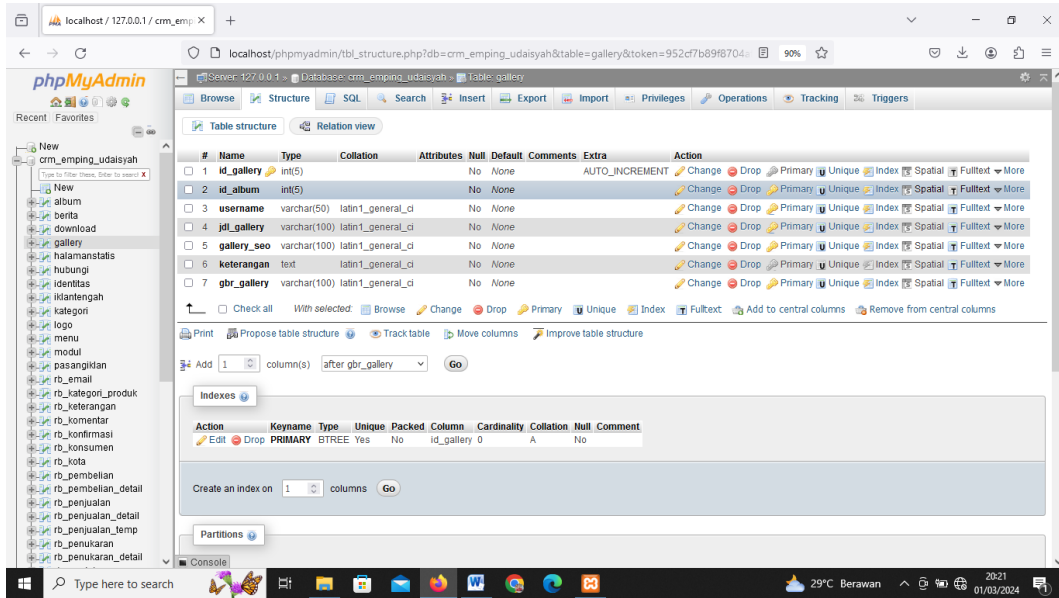 localhost / 127.0.0.1 / crm_emp
localhost/phpmyadmin/tbl_structure.php?db=crm_emping_udaisyah&table=gallery&token=952cf7b89f8704 90%
phpMyAdmin
Recent Favorites
New
crm_emping_udaisyah
Type to filter these, Enter to search X
New
album
berita
download
gallery
halamanstatis
hubungi
identitas
iklantengah
kategori
logo
menu
modul
pasangiklan
rb_email
rb_kategori_produk
rb_keterangan
rb_komentar
rb_konfirmasi
rb_konsumen
rb_kota
rb_pembelian
rb_pembelian_detail
rb_penjualan
rb_penjualan_detail
rb_penjualan_temp
rb_penukaran
rb_penukaran_detail
Server: 127.0.0.1 » Database: crm_emping_udaisyah » Table: gallery
Browse Structure SQL Search Insert Export Import Privileges Operations Tracking Triggers
Table structure Relation view
# Name Type Collation Attributes Null Default Comments Extra Action
1 id_gallery int(5) No None AUTO_INCREMENT Change Drop Primary Unique Index Spatial Fulltext More
2 id_album int(5) No None Change Drop Primary Unique Index Spatial Fulltext More
3 username varchar(50) latin1_general_ci No None Change Drop Primary Unique Index Spatial Fulltext More
4 jdl_gallery varchar(100) latin1_general_ci No None Change Drop Primary Unique Index Spatial Fulltext More
5 gallery_seo varchar(100) latin1_general_ci No None Change Drop Primary Unique Index Spatial Fulltext More
6 keterangan text latin1_general_ci No None Change Drop Primary Unique Index Spatial Fulltext More
7 gbr_gallery varchar(100) latin1_general_ci No None Change Drop Primary Unique Index Spatial Fulltext More
Check all With selected: Browse Change Drop Primary Unique Index Fulltext Add to central columns Remove from central columns
Print Propose table structure Track table Move columns Improve table structure
Add 1 column(s) after gbr_gallery Go
Indexes
Action Keyname Type Unique Packed Column Cardinality Collation Null Comment
Edit Drop PRIMARY BTREE Yes No id_gallery 0 A No
Create an index on 1 columns Go
Partitions
Console
Type here to search
29°C Berawan
20:21
01/03/2024